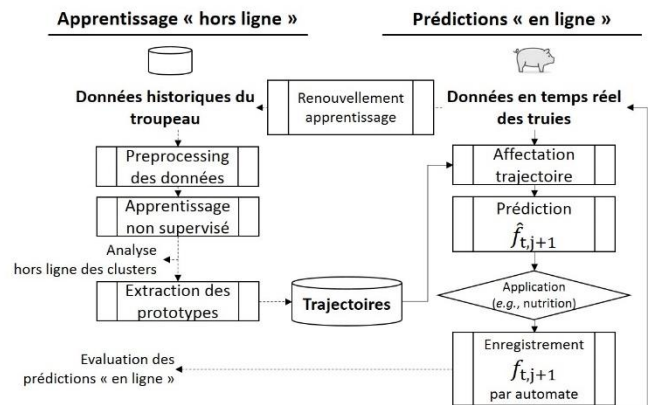 Apprentissage « hors ligne »
Prédictions « en ligne »
Données historiques du
troupeau
Renouvellement
apprentissage
Données en temps réel
des truies
Preprocessing
des données
Affectation
trajectoire
Apprentissage
non supervisé
Prédiction
f̂t,j+1
Analyse
hors ligne des clusters
Extraction des
prototypes
Trajectoires
Application
(e.g., nutrition)
Evaluation des
prédictions « en ligne »
Enregistrement
ft,j+1
par automate